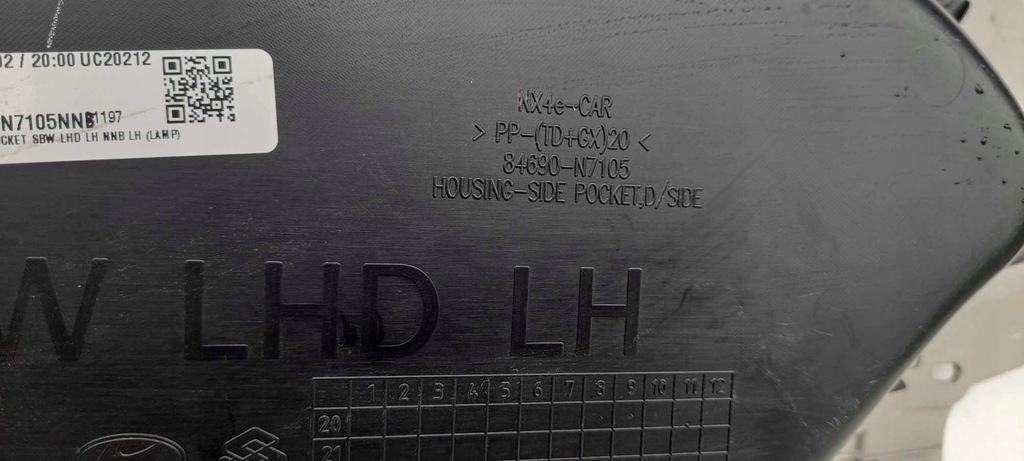 02 / 20:00 UC20212
N7105NNB1197
CKET SBW LHD LH NNB LH (LAMP)
NX4e-CAR
> PP-(TD+GX)20 <
84690-N7105
HOUSING-SIDE POCKET,D/SIDE
W LHD LH
1 2 3 4 5 6 7 8 9 10 11 12
20
21